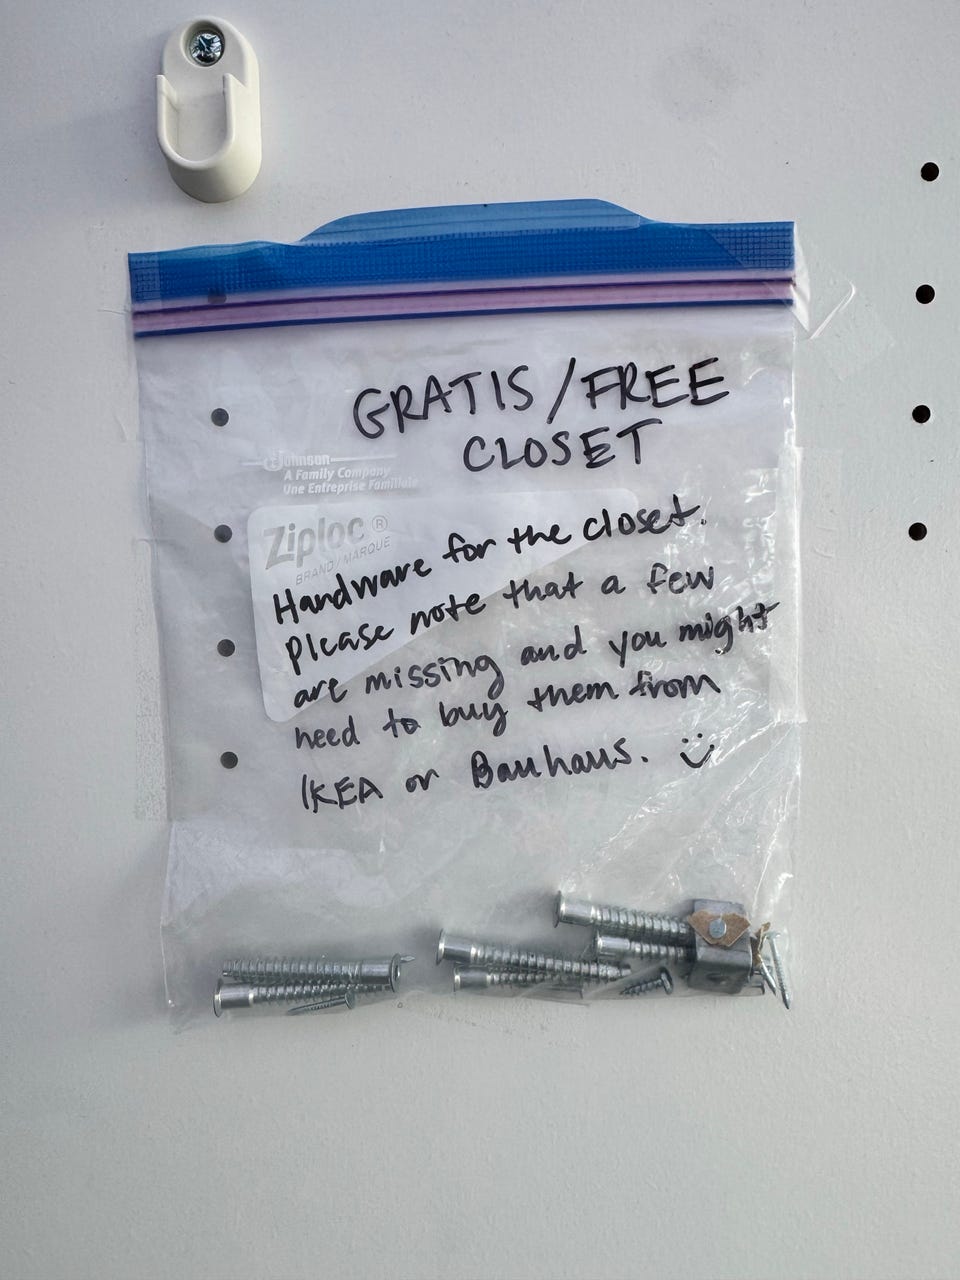 GRATIS/FREE
CLOSET
Johnson
A Family Company
Une Entreprise Familiale
Ziploc ®
BRAND/MARQUE
Hardware for the closet.
Please note that a few
are missing and you might
need to buy them from
IKEA or Bauhaus. :)